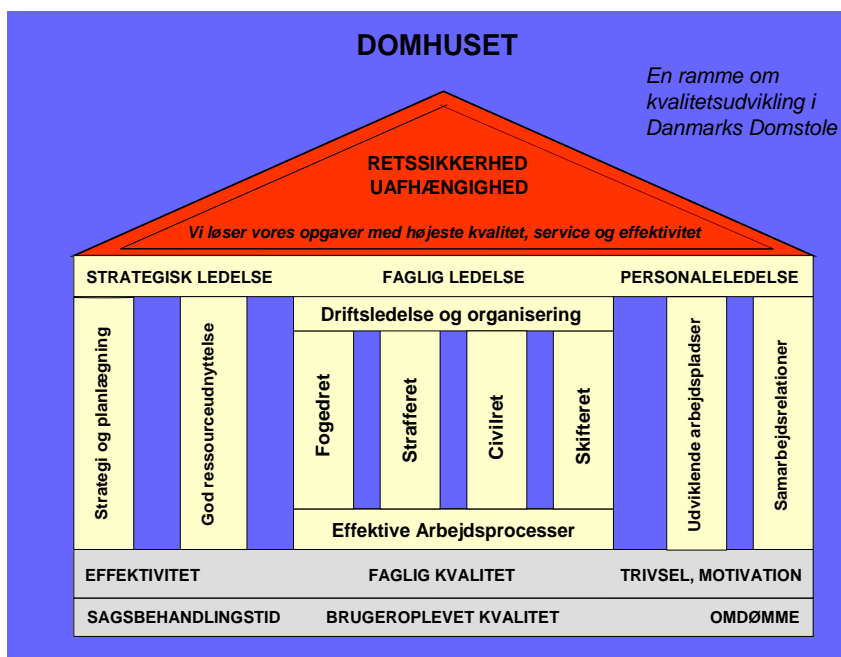 DOMHUSET
En ramme om
kvalitetsudvikling i
Danmarks Domstole
RETSSIKKERHED
UAFHÆNGIGHED
Vi løser vores opgaver med højeste kvalitet, service og effektivitet
STRATEGISK LEDELSE
FAGLIG LEDELSE
PERSONALELEDELSE
Strategi og planlægning
God ressourceudnyttelse
Driftsledelse og organisering
Fogedret
Strafferet
Civilret
Skifteret
Effektive Arbejdsprocesser
Udviklende arbejdspladser
Samarbejdsrelationer
EFFEKTIVITET
FAGLIG KVALITET
TRIVSEL, MOTIVATION
SAGSBEHANDLINGSTID
BRUGEROPLEVET KVALITET
OMDØMME